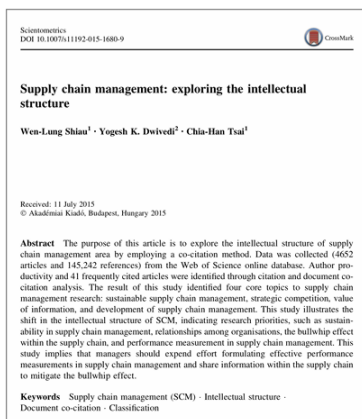 Scientometrics
DOI 10.1007/s11192-015-1680-9
CrossMark
Supply chain management: exploring the intellectual
structure
Wen-Lung Shiau1 · Yogesh K. Dwivedi2 · Chia-Han Tsai1
Received: 11 July 2015
© Akadémiai Kiadó, Budapest, Hungary 2015
Abstract The purpose of this article is to explore the intellectual structure of supply
chain management area by employing a co-citation method. Data was collected (4652
articles and 145,242 references) from the Web of Science online database. Author pro-
ductivity and 41 frequently cited articles were identified through citation and document co-
citation analysis. The result of this study identified four core topics to supply chain
management research: sustainable supply chain management, strategic competition, value
of information, and development of supply chain management. This study illustrates the
shift in the intellectual structure of SCM, indicating research priorities, such as sustain-
ability in supply chain management, relationships among organisations, the bullwhip effect
within the supply chain, and performance measurement in supply chain management. This
study implies that managers should expend effort formulating effective performance
measurements in supply chain management and share information within the supply chain
to mitigate the bullwhip effect.
Keywords Supply chain management (SCM) · Intellectual structure ·
Document co-citation · Classification